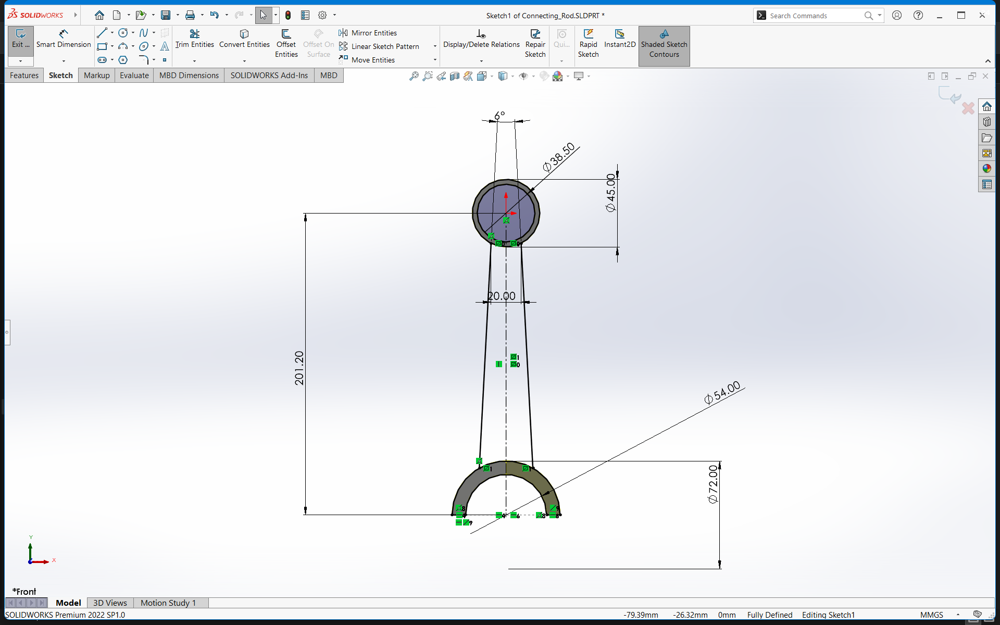 SOLIDWORKS
Sketch1 of Connecting_Rod.SLDPRT *
Search Commands
Exit ...
Smart Dimension
Trim Entities
Convert Entities
Offset Entities
Offset On Surface
Mirror Entities
Linear Sketch Pattern
Move Entities
Display/Delete Relations
Repair Sketch
Qui...
Rapid Sketch
Instant2D
Shaded Sketch Contours
Features
Sketch
Markup
Evaluate
MBD Dimensions
SOLIDWORKS Add-Ins
MBD
6°
∅38.50
∅45.00
20.00
201.20
∅54.00
∅72.00
Y
X
*Front
Model
3D Views
Motion Study 1
SOLIDWORKS Premium 2022 SP1.0
-79.39mm
-26.32mm
0mm
Fully Defined
Editing Sketch1
MMGS